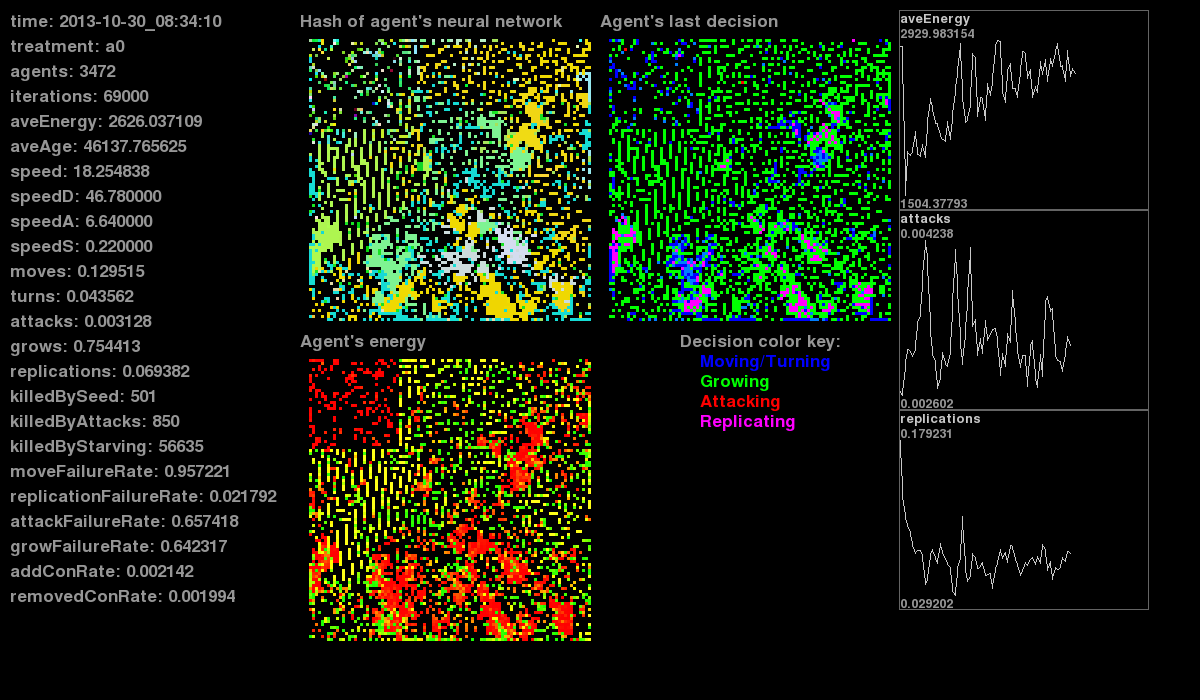 time: 2013-10-30_08:34:10
treatment: a0
agents: 3472
iterations: 69000
aveEnergy: 2626.037109
aveAge: 46137.765625
speed: 18.254838
speedD: 46.780000
speedA: 6.640000
speedS: 0.220000
moves: 0.129515
turns: 0.043562
attacks: 0.003128
grows: 0.754413
replications: 0.069382
killedBySeed: 501
killedByAttacks: 850
killedByStarving: 56635
moveFailureRate: 0.957221
replicationFailureRate: 0.021792
attackFailureRate: 0.657418
growFailureRate: 0.642317
addConRate: 0.002142
removedConRate: 0.001994
Hash of agent's neural network
Agent's last decision
Agent's energy
Decision color key:
Moving/Turning
Growing
Attacking
Replicating
aveEnergy
2929.983154
1504.37793
attacks
0.004238
0.002602
replications
0.179231
0.029202